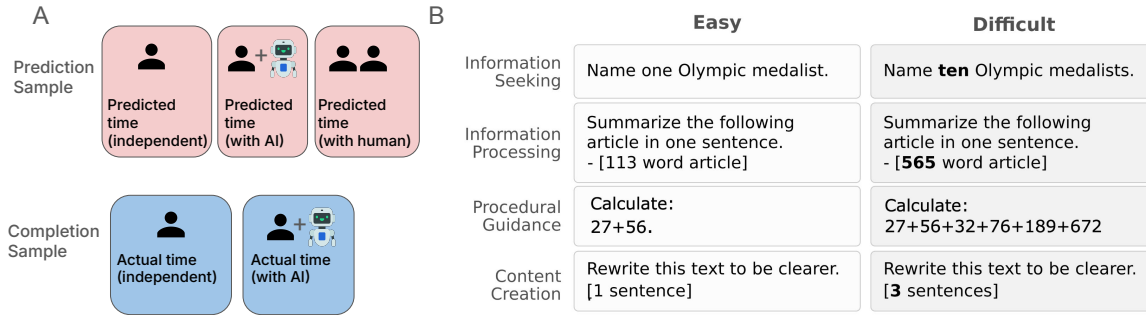 A
Prediction
Sample
Predicted
time
(independent)
Predicted
time
(with AI)
Predicted
time
(with human)
Completion
Sample
Actual time
(independent)
Actual time
(with AI)
B
Easy
Difficult
Information
Seeking
Name one Olympic medalist.
Name ten Olympic medalists.
Information
Processing
Summarize the following
article in one sentence.
- [113 word article]
Summarize the following
article in one sentence.
- [565 word article]
Procedural
Guidance
Calculate:
27+56.
Calculate:
27+56+32+76+189+672
Content
Creation
Rewrite this text to be clearer.
[1 sentence]
Rewrite this text to be clearer.
[3 sentences]